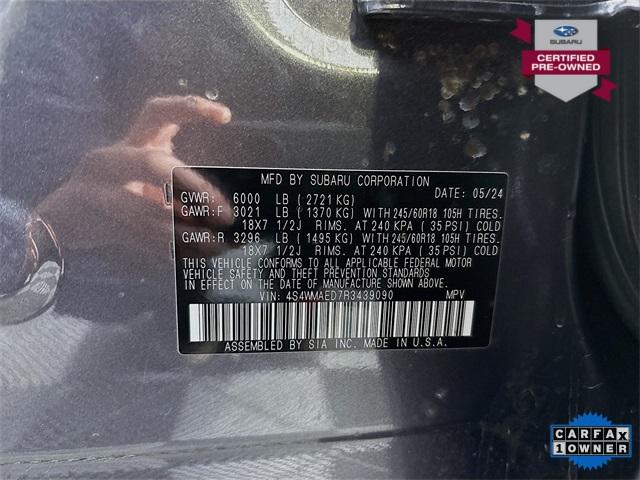 SUBARU
CERTIFIED
PRE-OWNED
MFD BY SUBARU CORPORATION
GVWR: 6000 LB ( 2721 KG) DATE: 05/24
GAWR:F 3021 LB ( 1370 KG) WITH 245/60R18 105H TIRES.
18X7 1/2J RIMS. AT 240 KPA ( 35 PSI) COLD
GAWR:R 3296 LB ( 1495 KG) WITH 245/60R18 105H TIRES.
18X7 1/2J RIMS. AT 240 KPA ( 35 PSI) COLD
THIS VEHICLE CONFORMS TO ALL APPLICABLE FEDERAL MOTOR
VEHICLE SAFETY AND THEFT PREVENTION STANDARDS
IN EFFECT ON THE DATE OF MANUFACTURE SHOWN ABOVE.
VIN: 4S4WMAED7R3439090 MPV
ASSEMBLED BY SIA INC. MADE IN U.S.A.
CARFAX
1 OWNER